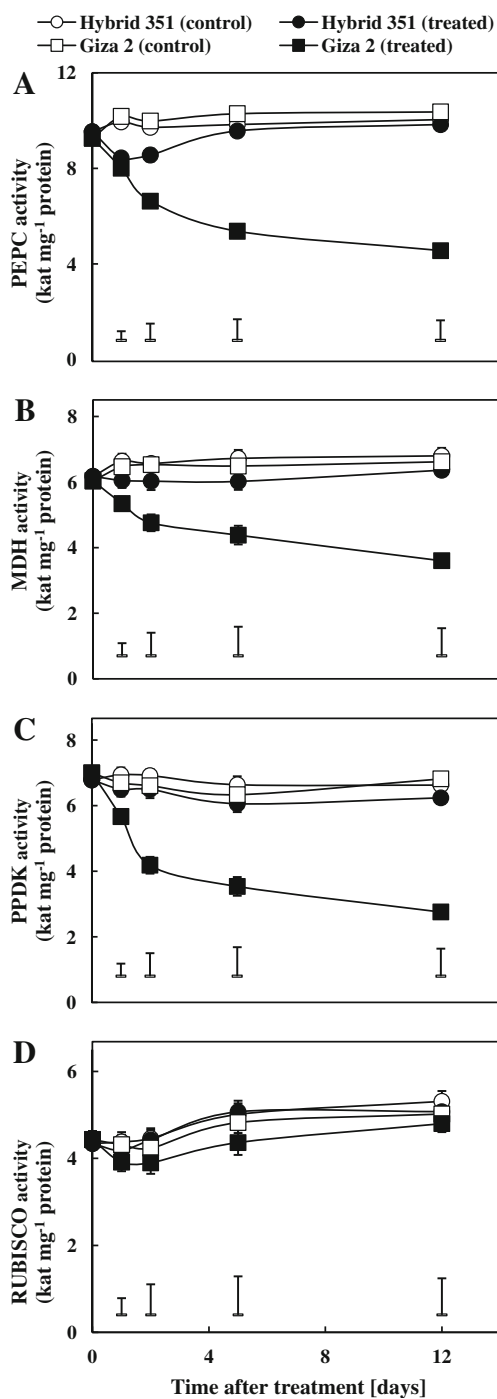 Hybrid 351 (control) Hybrid 351 (treated)
Giza 2 (control) Giza 2 (treated)
A
12
8
4
0
PEPC activity
(kat mg-1 protein)
B
8
6
4
2
0
MDH activity
(kat mg-1 protein)
C
8
6
4
2
0
PPDK activity
(kat mg-1 protein)
D
6
4
2
0
RUBISCO activity
(kat mg-1 protein)
0 4 8 12
Time after treatment [days]